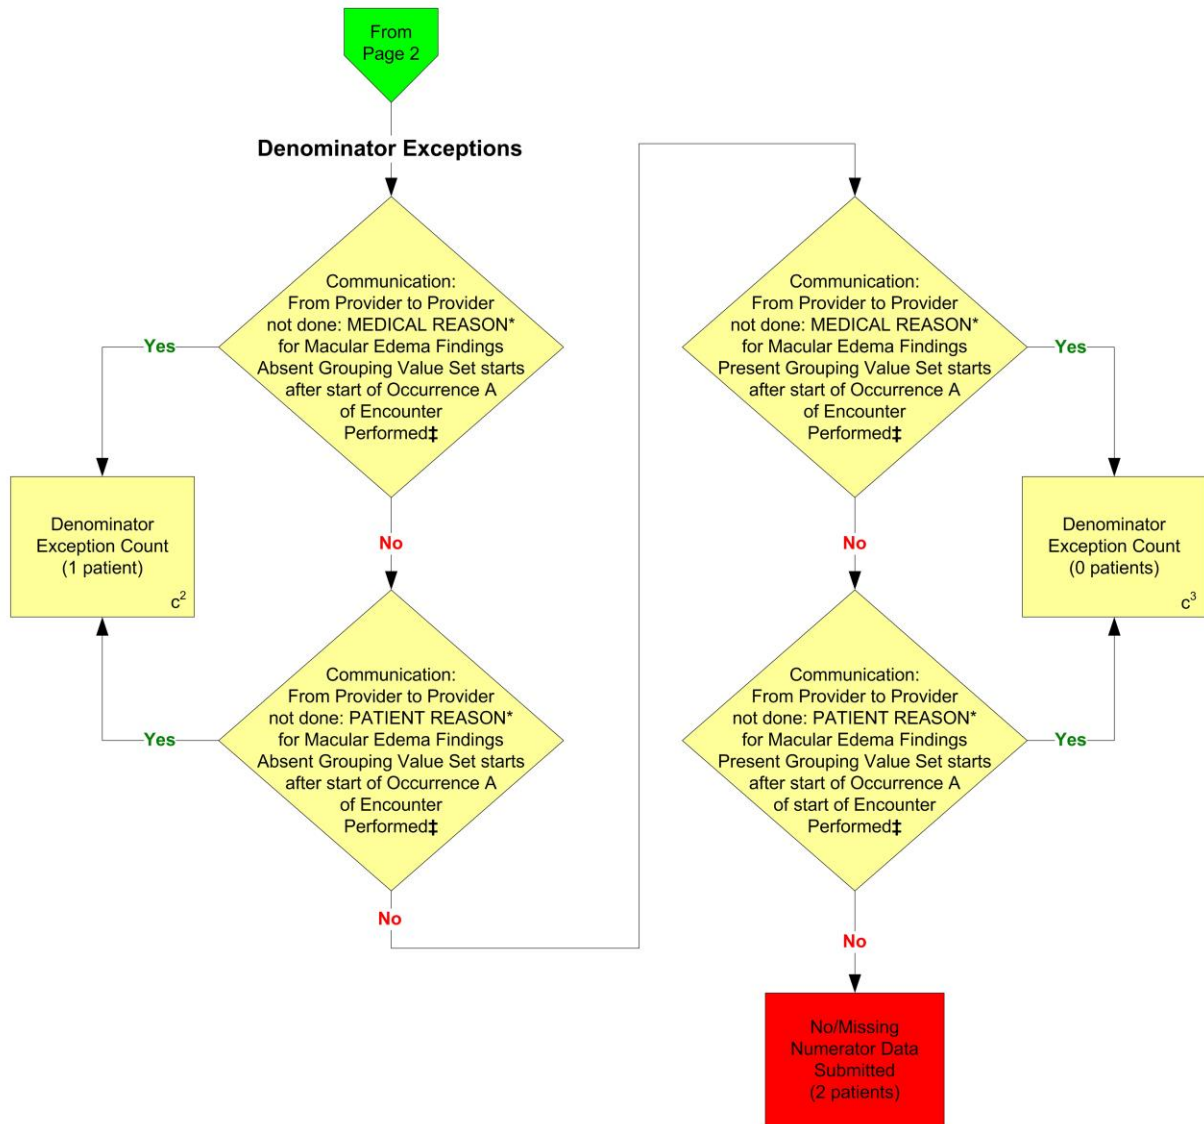 From
Page 2
Denominator Exceptions
Communication:
From Provider to Provider
not done: MEDICAL REASON*
for Macular Edema Findings
Absent Grouping Value Set starts
after start of Occurrence A
of Encounter
Performed‡
Yes
No
Denominator
Exception Count
(1 patient)
c²
Communication:
From Provider to Provider
not done: PATIENT REASON*
for Macular Edema Findings
Absent Grouping Value Set starts
after start of Occurrence A
of Encounter
Performed‡
Yes
No
Communication:
From Provider to Provider
not done: MEDICAL REASON*
for Macular Edema Findings
Present Grouping Value Set starts
after start of Occurrence A
of Encounter
Performed‡
Yes
No
Denominator
Exception Count
(0 patients)
c³
Communication:
From Provider to Provider
not done: PATIENT REASON*
for Macular Edema Findings
Present Grouping Value Set starts
after start of Occurrence A
of start of Encounter
Performed‡
Yes
No
No/Missing
Numerator Data
Submitted
(2 patients)